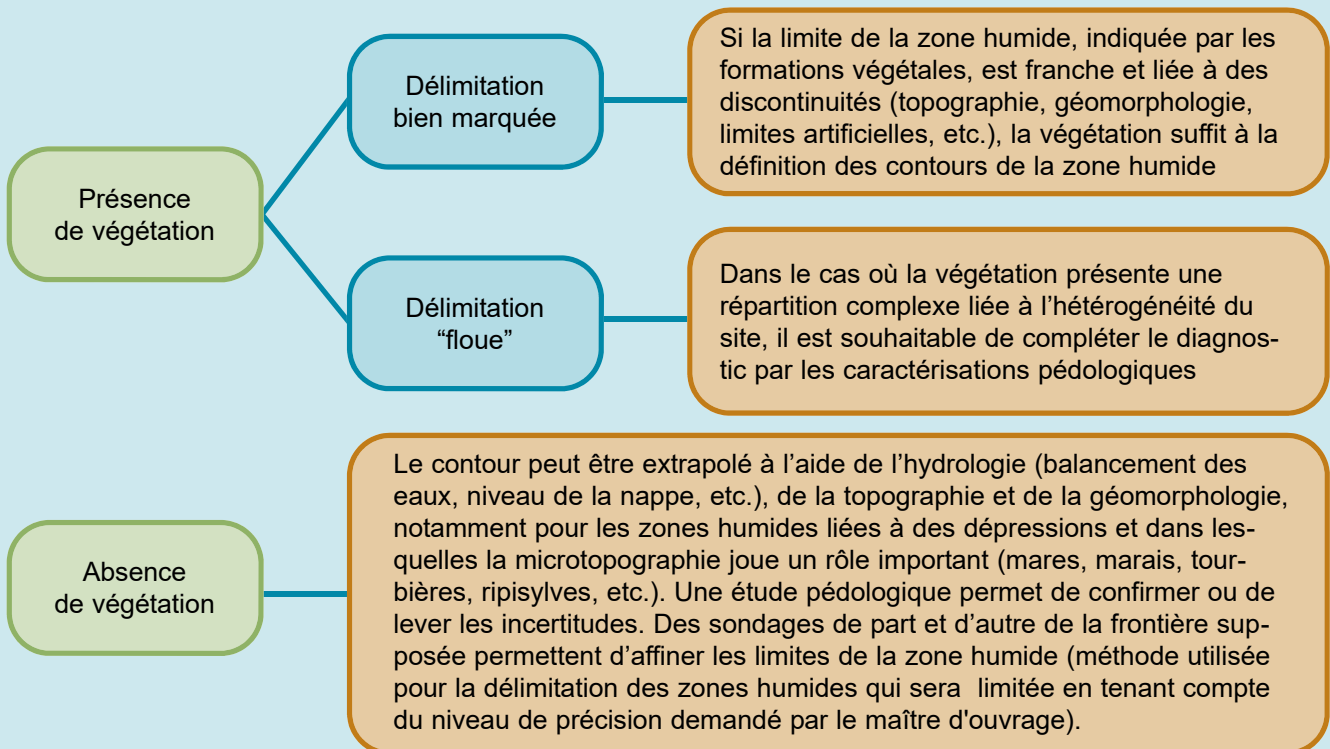 Présence
de végétation
Délimitation
bien marquée
Si la limite de la zone humide, indiquée par les
formations végétales, est franche et liée à des
discontinuités (topographie, géomorphologie,
limites artificielles, etc.), la végétation suffit à la
définition des contours de la zone humide
Délimitation
“floue”
Dans le cas où la végétation présente une
répartition complexe liée à l’hétérogénéité du
site, il est souhaitable de compléter le diagnos-
tic par les caractérisations pédologiques
Absence
de végétation
Le contour peut être extrapolé à l’aide de l’hydrologie (balancement des
eaux, niveau de la nappe, etc.), de la topographie et de la géomorphologie,
notamment pour les zones humides liées à des dépressions et dans les-
quelles la microtopographie joue un rôle important (mares, marais, tour-
bières, ripisylves, etc.). Une étude pédologique permet de confirmer ou de
lever les incertitudes. Des sondages de part et d’autre de la frontière sup-
posée permettent d’affiner les limites de la zone humide (méthode utilisée
pour la délimitation des zones humides qui sera  limitée en tenant compte
du niveau de précision demandé par le maître d'ouvrage).